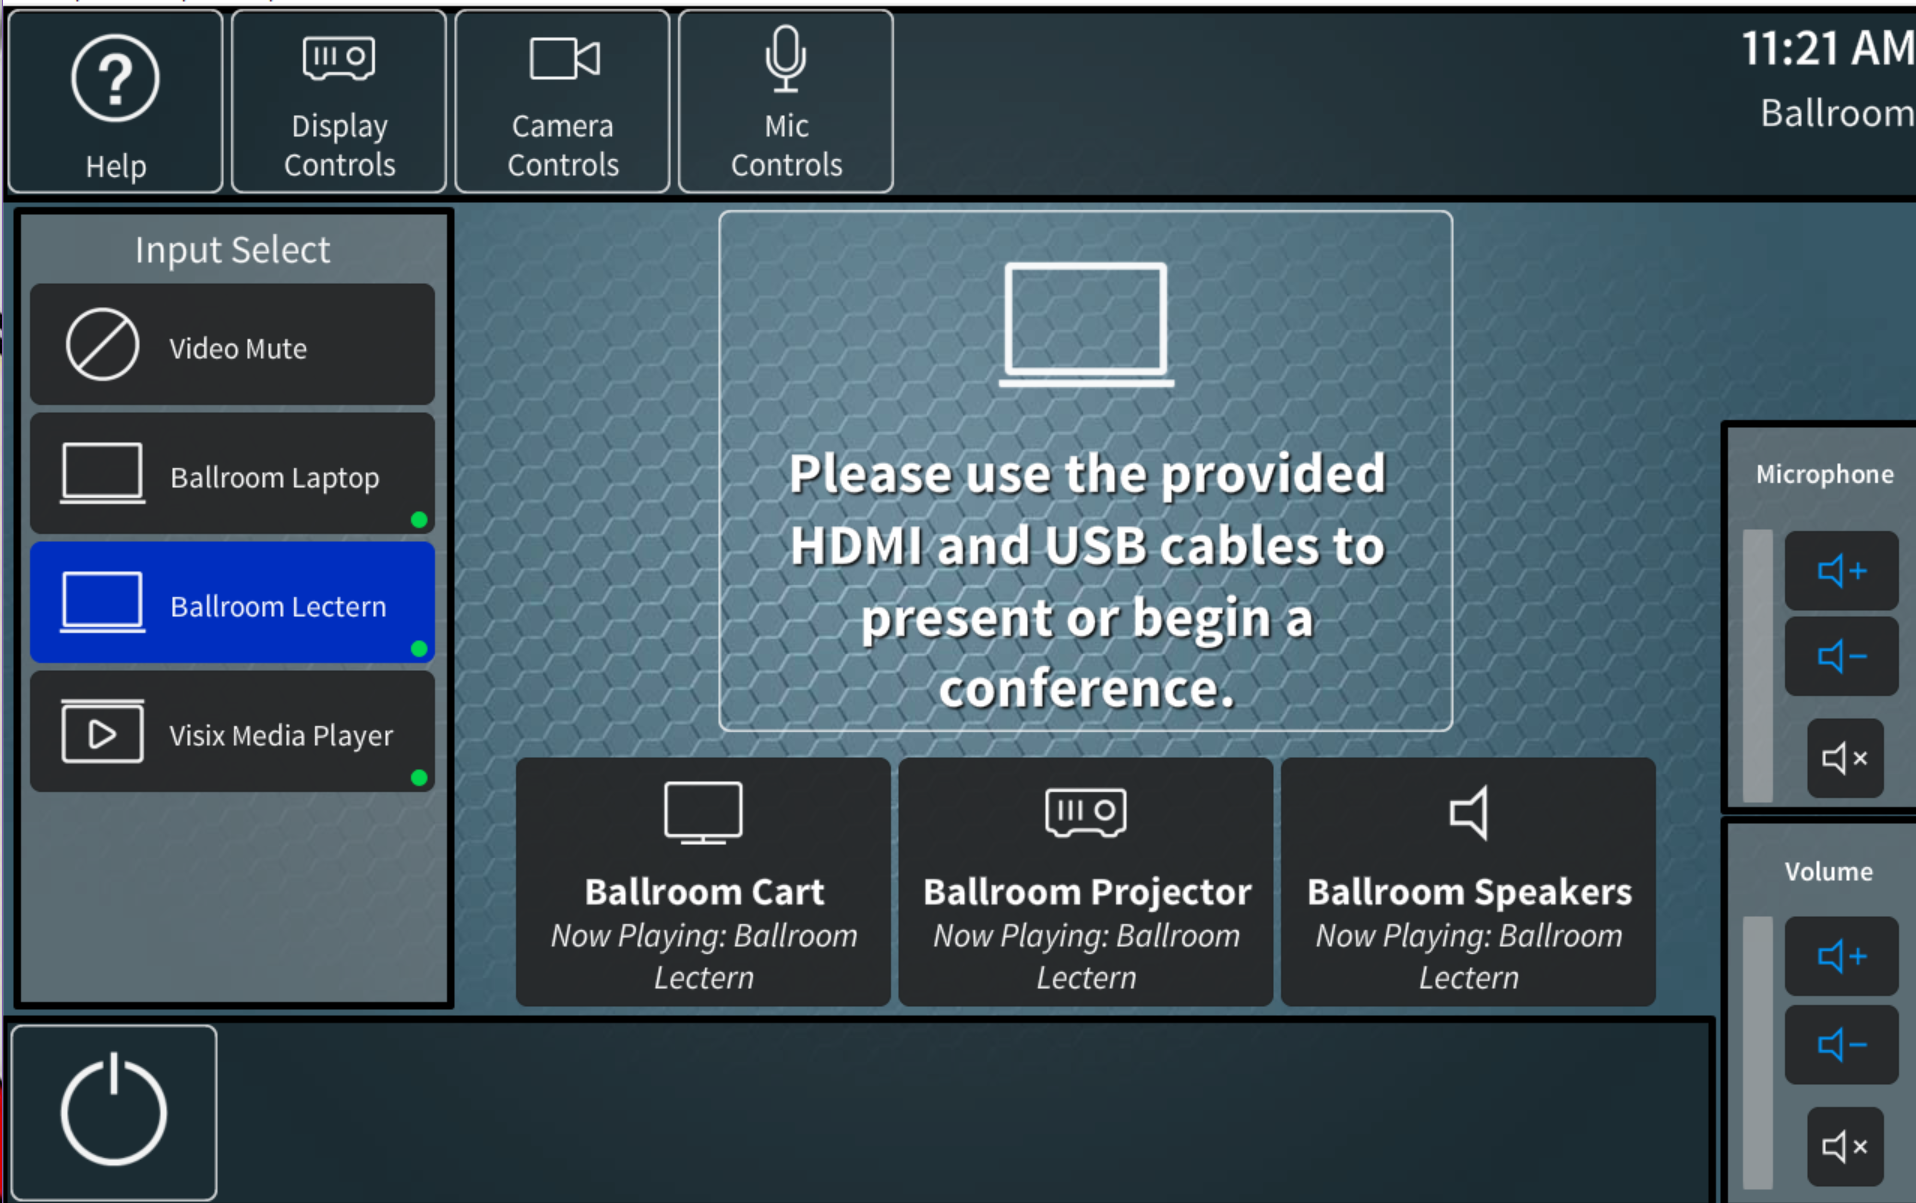 Help
Display
Controls
Camera
Controls
Mic
Controls
11:21 AM
Ballroom
Input Select
Video Mute
Ballroom Laptop
Ballroom Lectern
Visix Media Player
Please use the provided
HDMI and USB cables to
present or begin a
conference.
Ballroom Cart
Now Playing: Ballroom
Lectern
Ballroom Projector
Now Playing: Ballroom
Lectern
Ballroom Speakers
Now Playing: Ballroom
Lectern
Microphone
Volume